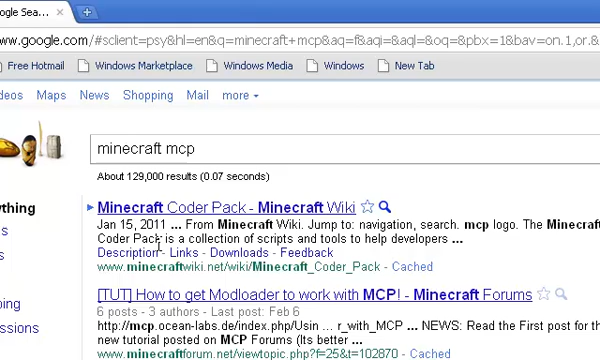 ogle Sea...
www.google.com/#sclient=psy&hl=en&q=minecraft+mcp&aq=f&aqi=&aql=&oq=&pbx=1&bav=on.1,or.&
Free Hotmail Windows Marketplace Windows Media Windows New Tab
deos Maps News Shopping Mail more
minecraft mcp
About 129,000 results (0.07 seconds)
ything
Minecraft Coder Pack - Minecraft Wiki
Jan 15, 2011 ... From Minecraft Wiki. Jump to: navigation, search. mcp logo. The Minecraft
Coder Pack is a collection of scripts and tools to help developers ...
s
Description - Links - Downloads - Feedback
s
www.minecraftwiki.net/wiki/Minecraft_Coder_Pack - Cached
[TUT] How to get Modloader to work with MCP! - Minecraft Forums
ping
6 posts - 3 authors - Last post: Feb 6
ssions
http://mcp.ocean-labs.de/index.php/Usin ... r_with_MCP ... NEWS: Read the First post for th
new tutorial posted on MCP Forums (Its better ...
www.minecraftforum.net/viewtopic.php?f=25&t=102870 - Cached